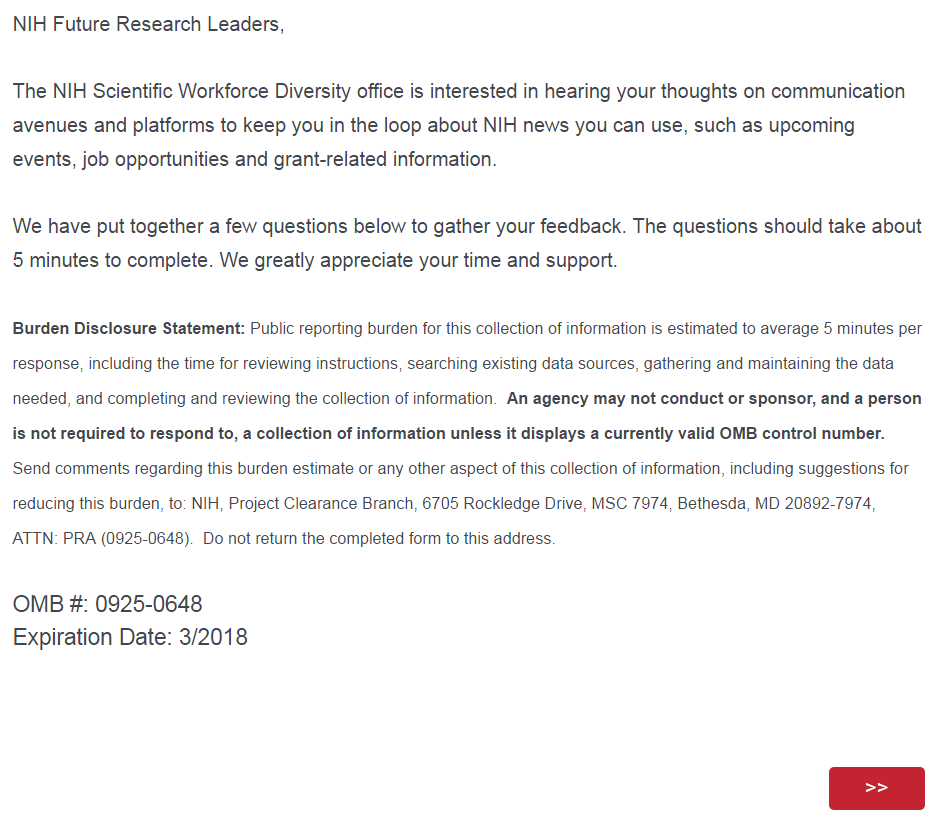 NIH Future Research Leaders,
The NIH Scientific Workforce Diversity office is interested in hearing your thoughts on communication
avenues and platforms to keep you in the loop about NIH news you can use, such as upcoming
events, job opportunities and grant-related information.
We have put together a few questions below to gather your feedback. The questions should take about
5 minutes to complete. We greatly appreciate your time and support.
Burden Disclosure Statement: Public reporting burden for this collection of information is estimated to average 5 minutes per
response, including the time for reviewing instructions, searching existing data sources, gathering and maintaining the data
needed, and completing and reviewing the collection of information.  An agency may not conduct or sponsor, and a person
is not required to respond to, a collection of information unless it displays a currently valid OMB control number.
Send comments regarding this burden estimate or any other aspect of this collection of information, including suggestions for
reducing this burden, to: NIH, Project Clearance Branch, 6705 Rockledge Drive, MSC 7974, Bethesda, MD 20892-7974,
ATTN: PRA (0925-0648).  Do not return the completed form to this address.
OMB #: 0925-0648
Expiration Date: 3/2018
>>